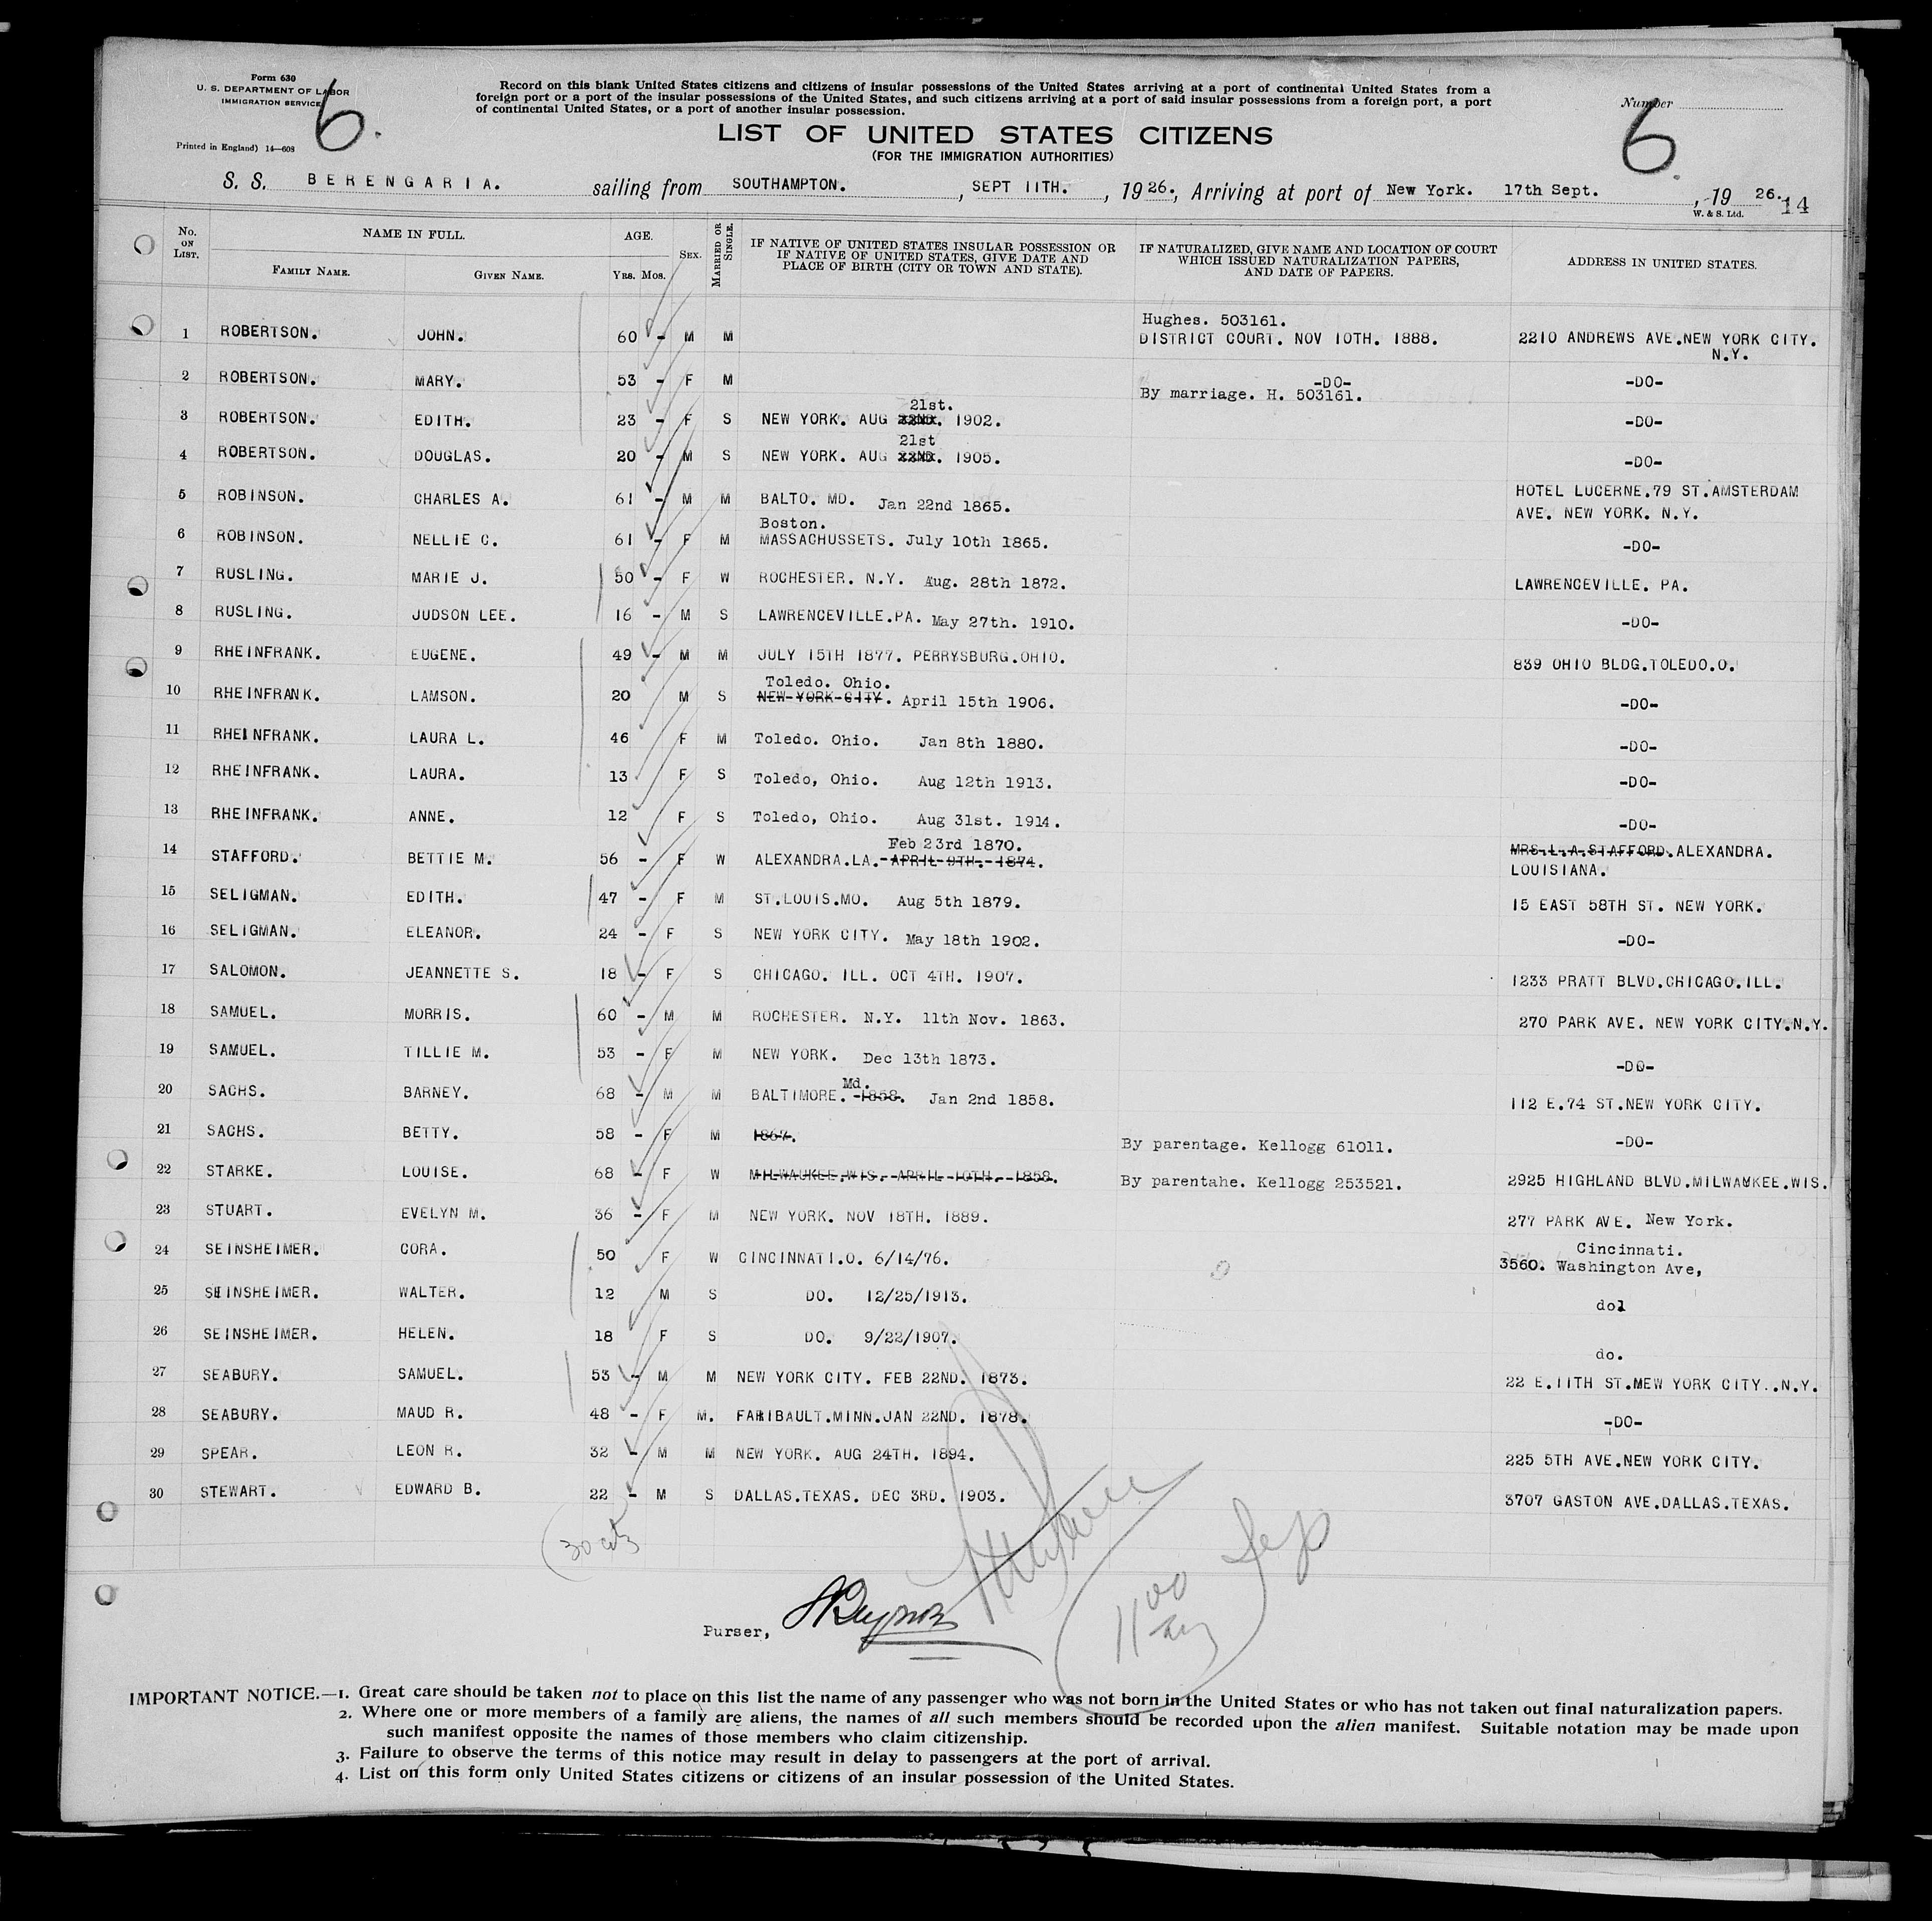 Form 630
U. S. DEPARTMENT OF LABOR
IMMIGRATION SERVICE
Printed in England) 14—608
6.
Record on this blank United States citizens and citizens of insular possessions of the United States arriving at a port of continental United States from a
foreign port or a port of the insular possessions of the United States, and such citizens arriving at a port of said insular possessions from a foreign port, a port
of continental United States, or a port of another insular possession.
Number
6.
LIST OF UNITED STATES CITIZENS
(FOR THE IMMIGRATION AUTHORITIES)
S. S. BERENGARIA. sailing from SOUTHAMPTON. , SEPT 11TH. , 1926., Arriving at port of New York. 17th Sept. , 19 26.
W. & S. Ltd. 14
No. ON LIST. NAME IN FULL. FAMILY NAME. GIVEN NAME. AGE. YRS. MOS. SEX. MARRIED OR SINGLE. IF NATIVE OF UNITED STATES INSULAR POSSESSION OR IF NATIVE OF UNITED STATES, GIVE DATE AND PLACE OF BIRTH (CITY OR TOWN AND STATE). IF NATURALIZED, GIVE NAME AND LOCATION OF COURT WHICH ISSUED NATURALIZATION PAPERS, AND DATE OF PAPERS. ADDRESS IN UNITED STATES.
Hughes. 503161.
1 ROBERTSON. JOHN. 60 - M M DISTRICT COURT. NOV 10TH. 1888. 2210 ANDREWS AVE.NEW YORK CITY.
N.Y.
2 ROBERTSON. MARY. 53 - F M -DO- -DO-
By marriage. H. 503161.
21st.
3 ROBERTSON. EDITH. 23 - F S NEW YORK. AUG 22ND. 1902. -DO-
21st
4 ROBERTSON. DOUGLAS. 20 - M S NEW YORK. AUG 22ND. 1905. -DO-
5 ROBINSON. CHARLES A. 61 - M M BALTO. MD. Jan 22nd 1865. HOTEL LUCERNE.79 ST.AMSTERDAM
AVE. NEW YORK. N.Y.
Boston.
6 ROBINSON. NELLIE C. 61 - F M MASSACHUSSETS. July 10th 1865. -DO-
7 RUSLING. MARIE J. 50 - F W ROCHESTER. N.Y. Aug. 28th 1872. LAWRENCEVILLE. PA.
8 RUSLING. JUDSON LEE. 16 - M S LAWRENCEVILLE.PA. May 27th. 1910. -DO-
9 RHEINFRANK. EUGENE. 49 - M M JULY 15TH 1877. PERRYSBURG.OHIO. 839 OHIO BLDG.TOLEDO.O.
Toledo. Ohio.
10 RHEINFRANK. LAMSON. 20 M S NEW-YORK-CITY. April 15th 1906. -DO-
11 RHEINFRANK. LAURA L. 46 F M Toledo. Ohio. Jan 8th 1880. -DO-
12 RHEINFRANK. LAURA. 13 F S Toledo, Ohio. Aug 12th 1913. -DO-
13 RHEINFRANK. ANNE. 12 F S Toledo, Ohio. Aug 31st. 1914. -DO-
Feb 23rd 1870.
14 STAFFORD. BETTIE M. 56 - F W ALEXANDRA.LA.-APRIL-9TH.-1874. MRS.L.A.STAFFORD.ALEXANDRA.
LOUISIANA.
15 SELIGMAN. EDITH. 47 - F M ST.LOUIS.MO. Aug 5th 1879. 15 EAST 58TH ST. NEW YORK.
16 SELIGMAN. ELEANOR. 24 - F S NEW YORK CITY. May 18th 1902. -DO-
17 SALOMON. JEANNETTE S. 18 - F S CHICAGO. ILL. OCT 4TH. 1907. 1233 PRATT BLVD.CHICAGO.ILL.
18 SAMUEL. MORRIS. 60 - M M ROCHESTER. N.Y. 11th Nov. 1863. 270 PARK AVE. NEW YORK CITY.N.Y.
19 SAMUEL. TILLIE M. 53 - F M NEW YORK. Dec 13th 1873. -DO-
Md.
20 SACHS. BARNEY. 68 - M M BALTIMORE.-1858. Jan 2nd 1858. 112 E.74 ST.NEW YORK CITY.
21 SACHS. BETTY. 58 - F M 1867. By parentage. Kellogg 61011. -DO-
22 STARKE. LOUISE. 68 - F W MILWAUKEE.WIS.-APRIL-10TH.-1858. By parentahe. Kellogg 253521. 2925 HIGHLAND BLVD.MILWAUKEE.WIS.
23 STUART. EVELYN M. 36 - F M NEW YORK. NOV 18TH. 1889. 277 PARK AVE. New York.
Cincinnati.
24 SEINSHEIMER. CORA. 50 F W CINCINNATI.O. 6/14/76. 3560. Washington Ave,
25 SEINSHEIMER. WALTER. 12 M S DO. 12/25/1913. do.
26 SEINSHEIMER. HELEN. 18 F S DO. 9/22/1907. do.
27 SEABURY. SAMUEL. 53 - M M NEW YORK CITY. FEB 22ND. 1873. 22 E.11TH ST.MEW YORK CITY..N.Y.
28 SEABURY. MAUD R. 48 - F M. FARIBAULT.MINN.JAN 22ND. 1878. -DO-
29 SPEAR. LEON R. 32 - M M NEW YORK. AUG 24TH. 1894. 225 5TH AVE.NEW YORK CITY.
30 STEWART. EDWARD B. 22 - M S DALLAS.TEXAS. DEC 3RD. 1903. 3707 GASTON AVE.DALLAS.TEXAS.
Purser,
IMPORTANT NOTICE.—1. Great care should be taken not to place on this list the name of any passenger who was not born in the United States or who has not taken out final naturalization papers.
2. Where one or more members of a family are aliens, the names of all such members should be recorded upon the alien manifest. Suitable notation may be made upon
such manifest opposite the names of those members who claim citizenship.
3. Failure to observe the terms of this notice may result in delay to passengers at the port of arrival.
4. List on this form only United States citizens or citizens of an insular possession of the United States.